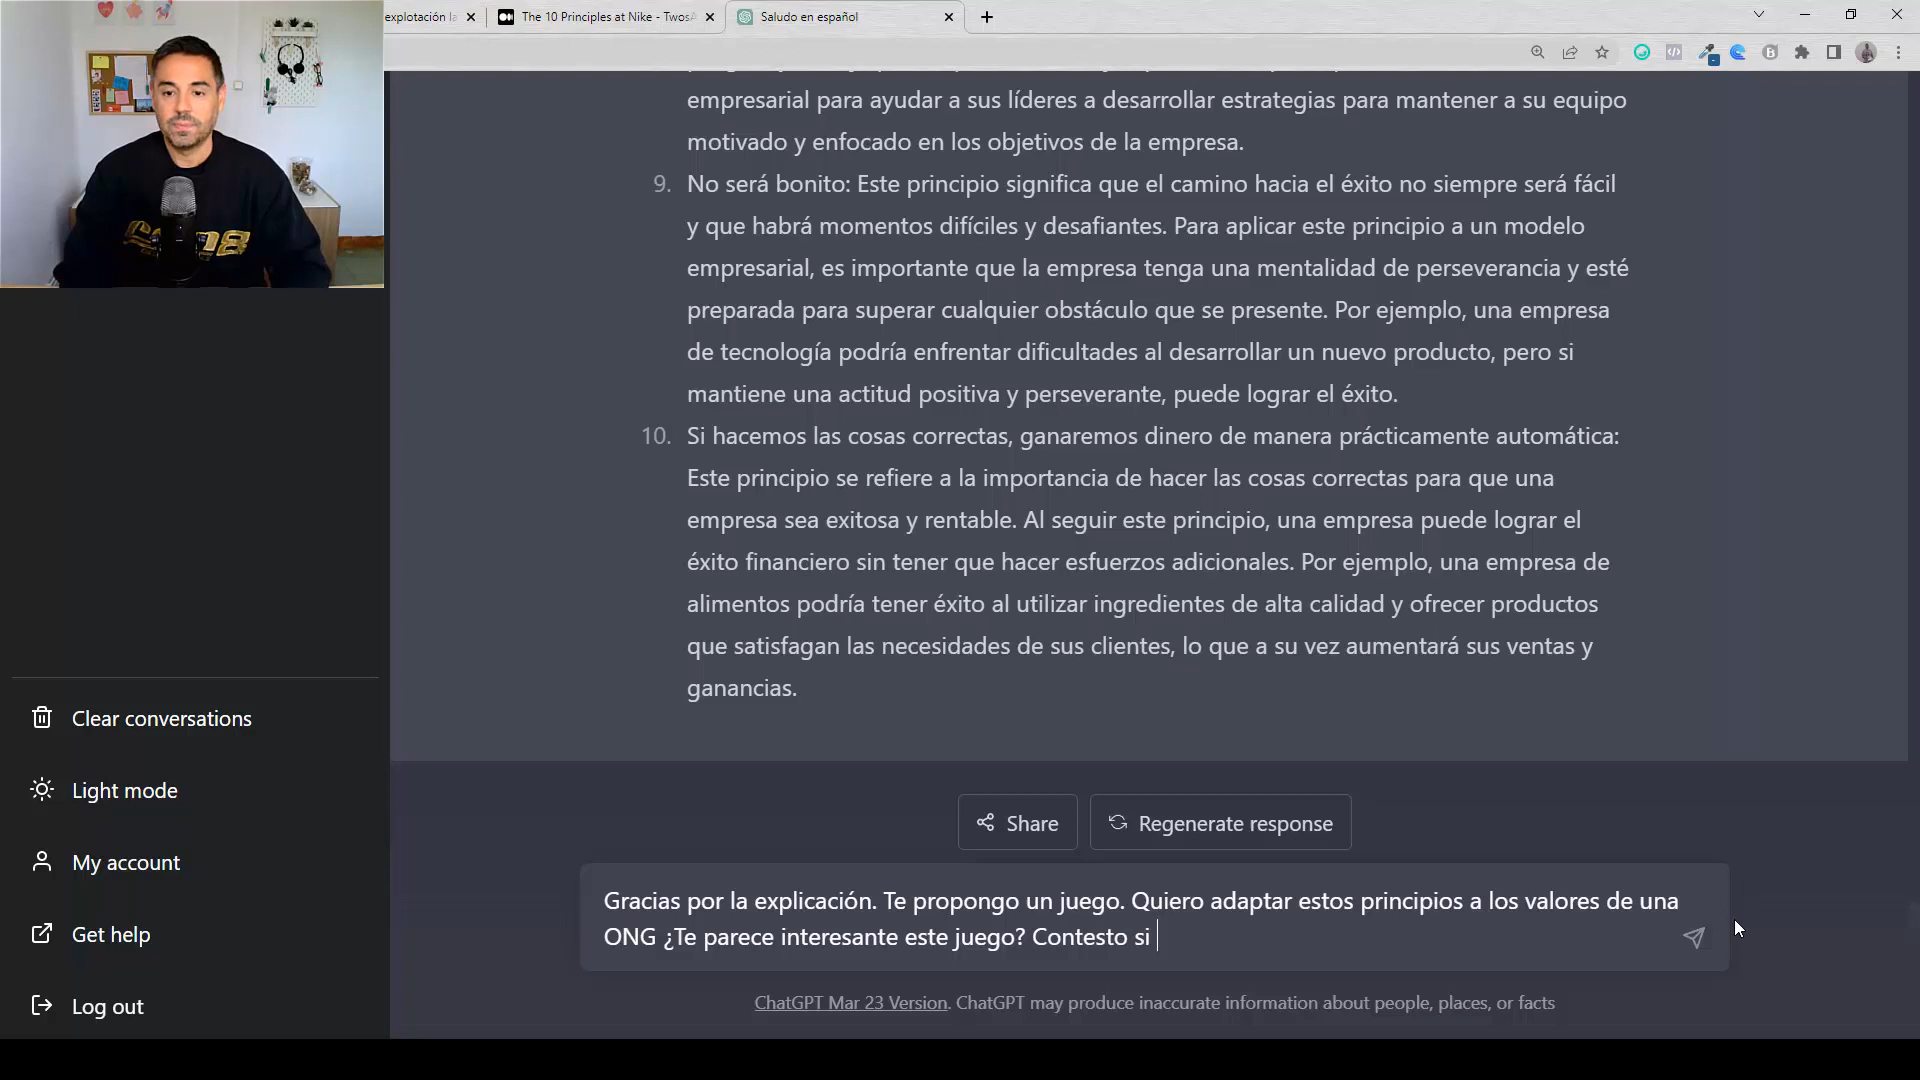 explotación la
The 10 Principles at Nike - TwosA
Saludo en español
empresarial para ayudar a sus líderes a desarrollar estrategias para mantener a su equipo
motivado y enfocado en los objetivos de la empresa.
9. No será bonito: Este principio significa que el camino hacia el éxito no siempre será fácil
y que habrá momentos difíciles y desafiantes. Para aplicar este principio a un modelo
empresarial, es importante que la empresa tenga una mentalidad de perseverancia y esté
preparada para superar cualquier obstáculo que se presente. Por ejemplo, una empresa
de tecnología podría enfrentar dificultades al desarrollar un nuevo producto, pero si
mantiene una actitud positiva y perseverante, puede lograr el éxito.
10. Si hacemos las cosas correctas, ganaremos dinero de manera prácticamente automática:
Este principio se refiere a la importancia de hacer las cosas correctas para que una
empresa sea exitosa y rentable. Al seguir este principio, una empresa puede lograr el
éxito financiero sin tener que hacer esfuerzos adicionales. Por ejemplo, una empresa de
alimentos podría tener éxito al utilizar ingredientes de alta calidad y ofrecer productos
que satisfagan las necesidades de sus clientes, lo que a su vez aumentará sus ventas y
ganancias.
Clear conversations
Light mode
My account
Get help
Log out
Share
Regenerate response
Gracias por la explicación. Te propongo un juego. Quiero adaptar estos principios a los valores de una
ONG ¿Te parece interesante este juego? Contesto si
ChatGPT Mar 23 Version. ChatGPT may produce inaccurate information about people, places, or facts